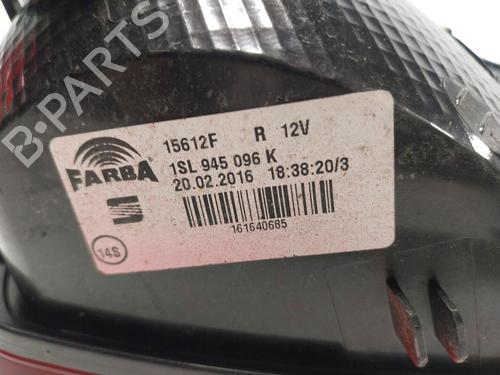 B-Parts
15612F R 12V
FARBA
1SL 945 096 K
20.02.2016 18:38:20/3
161640685
14S